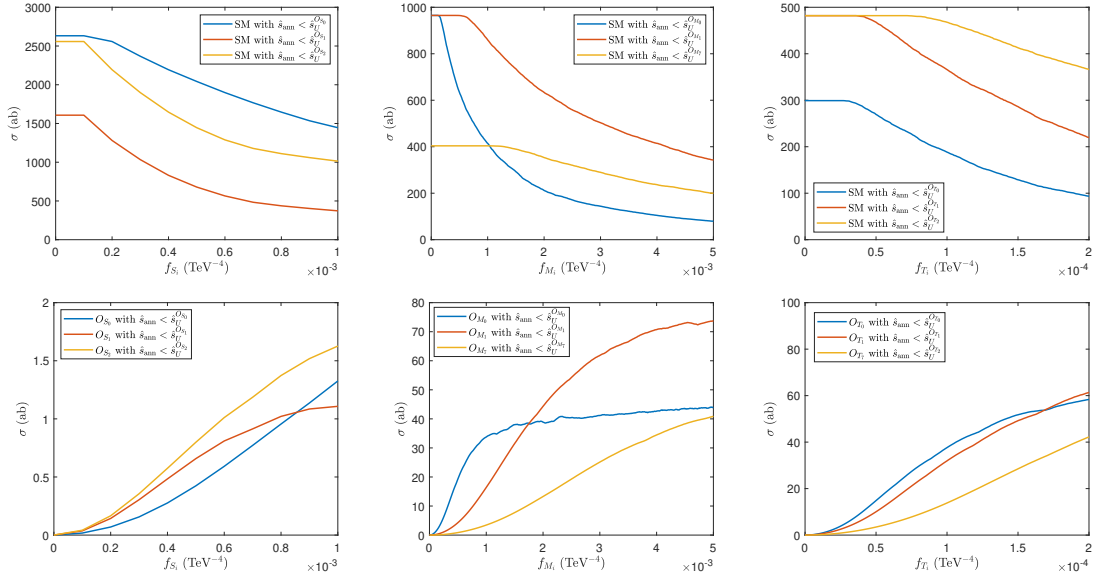 3000
2500
2000
1500
1000
500
0
σ (ab)
SM with ŝ_ann < ŝ_U^{O_{S_0}}
SM with ŝ_ann < ŝ_U^{O_{S_1}}
SM with ŝ_ann < ŝ_U^{O_{S_2}}
0 0.2 0.4 0.6 0.8 1
f_{S_i} (TeV⁻⁴)
×10⁻³
1000
800
600
400
200
0
σ (ab)
SM with ŝ_ann < ŝ_U^{O_{M_0}}
SM with ŝ_ann < ŝ_U^{O_{M_1}}
SM with ŝ_ann < ŝ_U^{O_{M_7}}
0 1 2 3 4 5
f_{M_i} (TeV⁻⁴)
×10⁻³
500
400
300
200
100
0
σ (ab)
SM with ŝ_ann < ŝ_U^{O_{T_0}}
SM with ŝ_ann < ŝ_U^{O_{T_1}}
SM with ŝ_ann < ŝ_U^{O_{T_2}}
0 0.5 1 1.5 2
f_{T_i} (TeV⁻⁴)
×10⁻⁴
2
1.5
1
0.5
0
σ (ab)
O_{S_0} with ŝ_ann < ŝ_U^{O_{S_0}}
O_{S_1} with ŝ_ann < ŝ_U^{O_{S_1}}
O_{S_2} with ŝ_ann < ŝ_U^{O_{S_2}}
0 0.2 0.4 0.6 0.8 1
f_{S_i} (TeV⁻⁴)
×10⁻³
80
70
60
50
40
30
20
10
0
σ (ab)
O_{M_0} with ŝ_ann < ŝ_U^{O_{M_0}}
O_{M_1} with ŝ_ann < ŝ_U^{O_{M_1}}
O_{M_7} with ŝ_ann < ŝ_U^{O_{M_7}}
0 1 2 3 4 5
f_{M_i} (TeV⁻⁴)
×10⁻³
100
80
60
40
20
0
σ (ab)
O_{T_0} with ŝ_ann < ŝ_U^{O_{T_0}}
O_{T_1} with ŝ_ann < ŝ_U^{O_{T_1}}
with ŝ_ann < ŝ_U^{O_{T_2}}
0 0.5 1 1.5 2
f_{T_i} (TeV⁻⁴)
×10⁻⁴